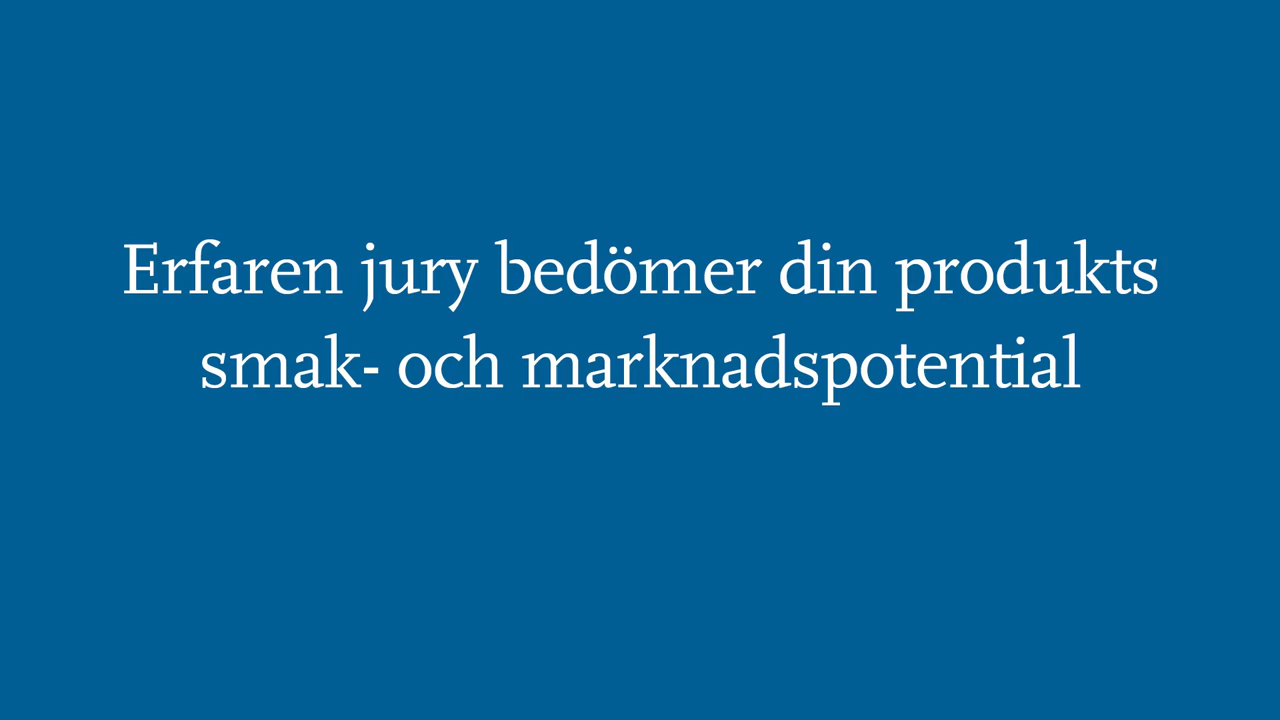 Erfaren jury bedömer din produkts
smak- och marknadspotential